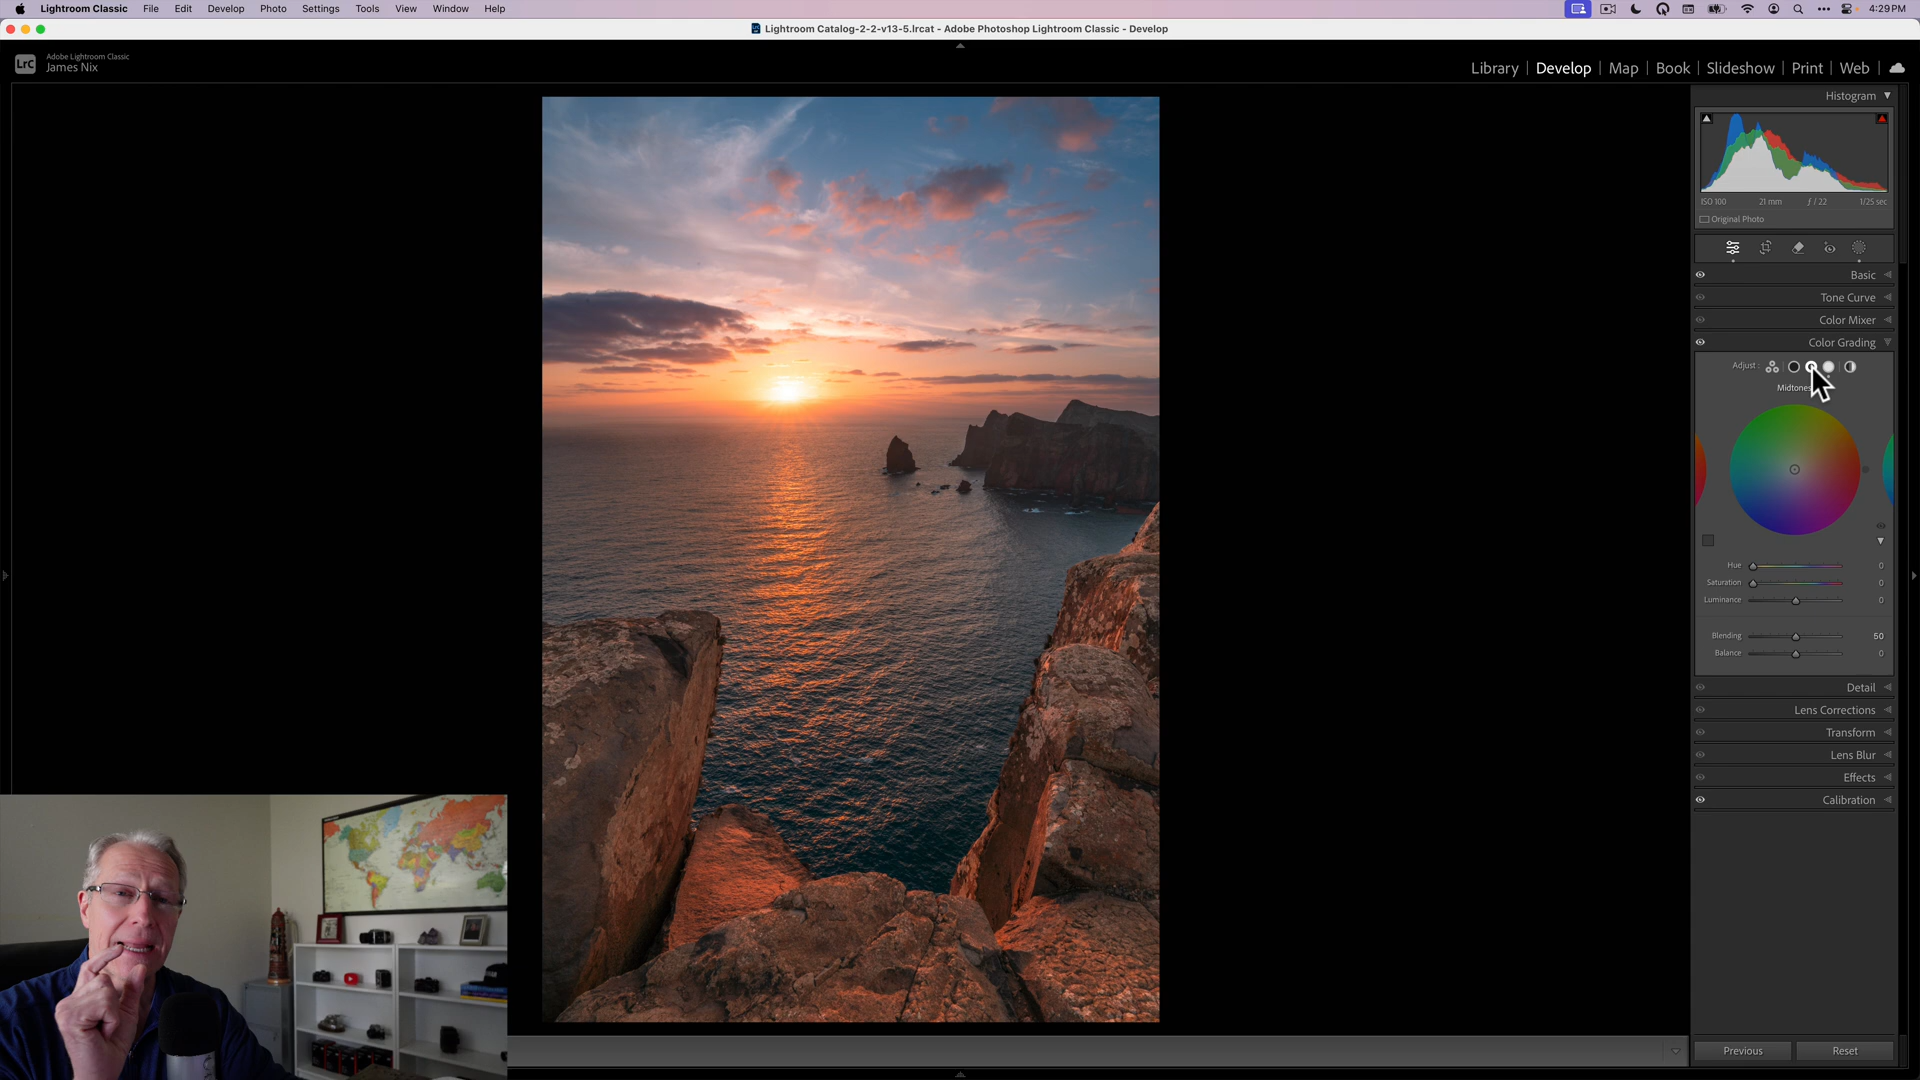 Lightroom Classic File Edit Develop Photo Settings Tools View Window Help 4:29 PM
Lightroom Catalog-2-2-v13-5.lrcat - Adobe Photoshop Lightroom Classic - Develop
LrC Adobe Lightroom Classic
James Nix
Library | Develop | Map | Book | Slideshow | Print | Web
Histogram
ISO 100 21 mm ƒ / 22 1/25 sec
Original Photo
Basic
Tone Curve
Color Mixer
Color Grading
Adjust :
Midtones
Hue 0
Saturation 0
Luminance 0
Blending 50
Balance 0
Detail
Lens Corrections
Transform
Lens Blur
Effects
Calibration
Previous Reset